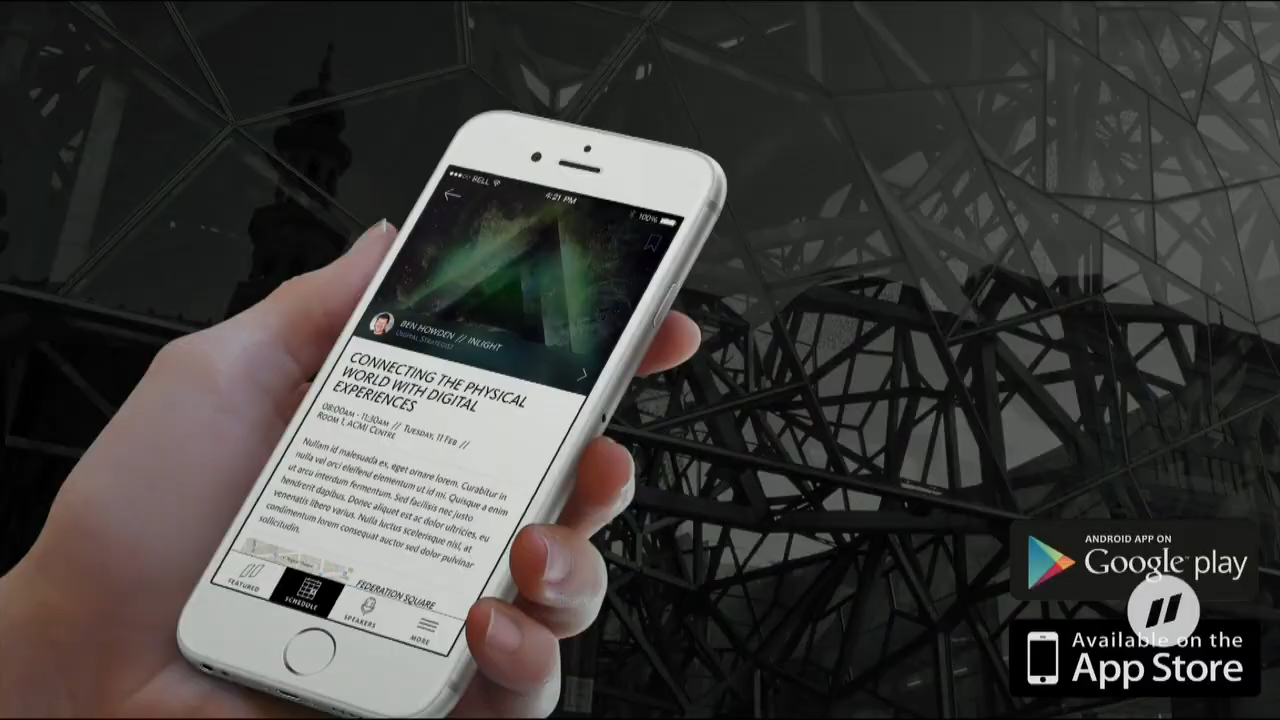 BELL
4:21 PM
100%
BEN HOWDEN // INLIGHT
DIGITAL STRATEGIST
CONNECTING THE PHYSICAL
WORLD WITH DIGITAL
EXPERIENCES
08:00AM - 11:30AM // TUESDAY, 11 FEB //
ROOM 1, ACMI CENTRE
Nullam id malesuada ex, eget ornare lorem. Curabitur in
nulla vel orci eleifend elementum ut id mi. Quisque a enim
ut arcu interdum fermentum. Sed facilisis nec justo
hendrerit dapibus. Donec aliquet est ac dolor ultricies, eu
venenatis libero varius. Nulla luctus scelerisque nisl, at
condimentum lorem consequat auctor sed dolor pulvinar
sollicitudin.
FEDERATION SQUARE
FEATURED
SCHEDULE
SPEAKERS
MORE
ANDROID APP ON
Google play
Available on the
App Store